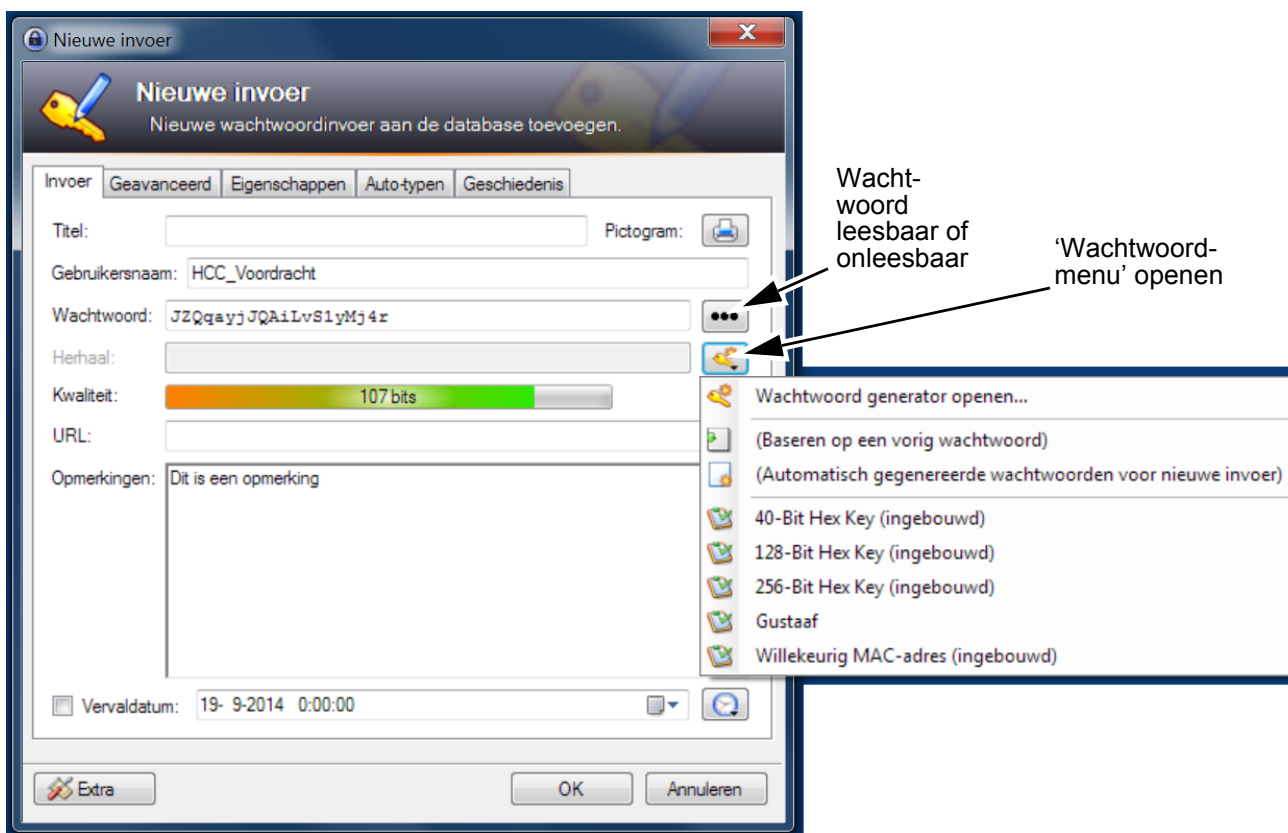 Nieuwe invoer
Nieuwe invoer
Nieuwe wachtwoordinvoer aan de database toevoegen.
Invoer Geavanceerd Eigenschappen Auto-typen Geschiedenis
Titel: Pictogram:
Gebruikersnaam: HCC_Voordracht
Wachtwoord: JZQqayjJQAiLvS1yMj4r
Herhaal:
Kwaliteit: 107 bits
URL:
Opmerkingen: Dit is een opmerking
Vervaldatum: 19- 9-2014 0:00:00
Extra OK Annuleren
Wacht-
woord
leesbaar of
onleesbaar
‘Wachtwoord-
menu’ openen
Wachtwoord generator openen...
(Baseren op een vorig wachtwoord)
(Automatisch gegenereerde wachtwoorden voor nieuwe invoer)
40-Bit Hex Key (ingebouwd)
128-Bit Hex Key (ingebouwd)
256-Bit Hex Key (ingebouwd)
Gustaaf
Willekeurig MAC-adres (ingebouwd)